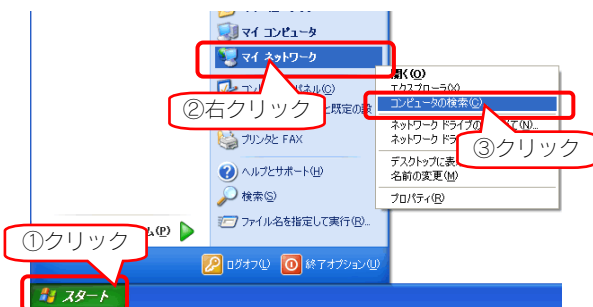 マイ コンピュータ
マイ ネットワーク
開く(O)
エクスプローラ(X)
コンピュータの検索(C)
②右クリック
ネットワーク ドライブの
て(N)...
ネットワーク ドラ
③クリック
プリンタと FAX
デスクトップに表
名前の変更(M)
ヘルプとサポート(H)
検索(S)
プロパティ(R)
ファイル名を指定して実行(R)...
①クリック
ム(P)
ログオフ(L)
終了オプション(U)
スタート